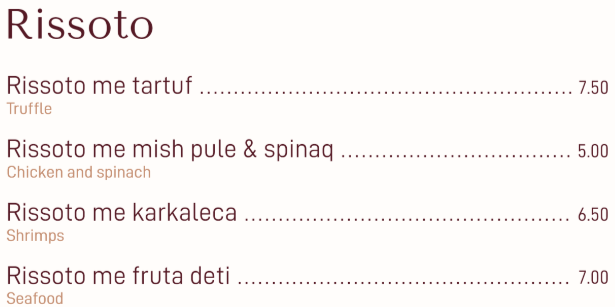 Rissoto
Rissoto me tartuf ........................................................ 7.50
Truffle
Rissoto me mish pule & spinaq .................................. 5.00
Chicken and spinach
Rissoto me karkaleca ................................................. 6.50
Shrimps
Rissoto me fruta deti .................................................. 7.00
Seafood